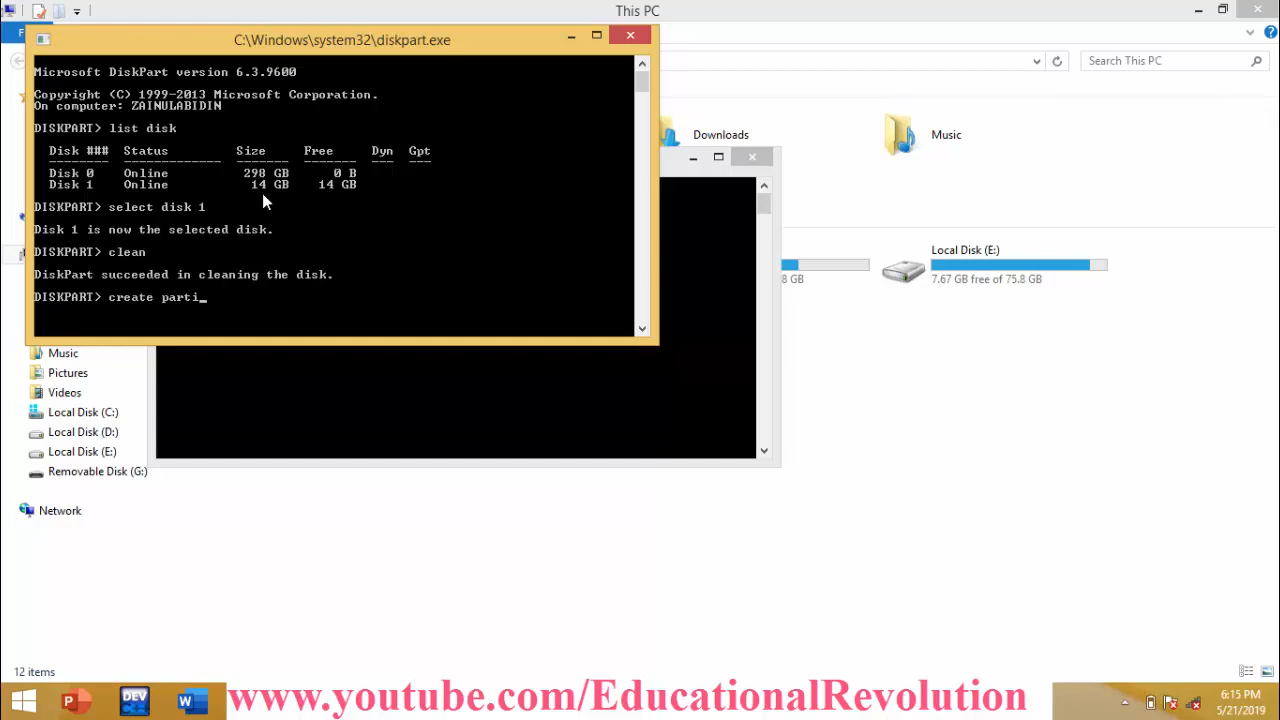 This PC
C:\Windows\system32\diskpart.exe
Microsoft DiskPart version 6.3.9600
Copyright (C) 1999-2013 Microsoft Corporation.
On computer: ZAINULABIDIN
DISKPART> list disk
Disk ### Status Size Free Dyn Gpt
-------- ------------- ------- ------- --- ---
Disk 0 Online 298 GB 0 B
Disk 1 Online 14 GB 14 GB
DISKPART> select disk 1
Disk 1 is now the selected disk.
DISKPART> clean
DiskPart succeeded in cleaning the disk.
DISKPART> create parti_
Search This PC
Downloads
Music
Local Disk (E:)
8 GB
7.67 GB free of 75.8 GB
Music
Pictures
Videos
Local Disk (C:)
Local Disk (D:)
Local Disk (E:)
Removable Disk (G:)
Network
12 items
DEV
www.youtube.com/EducationalRevolution
6:15 PM
5/21/2019